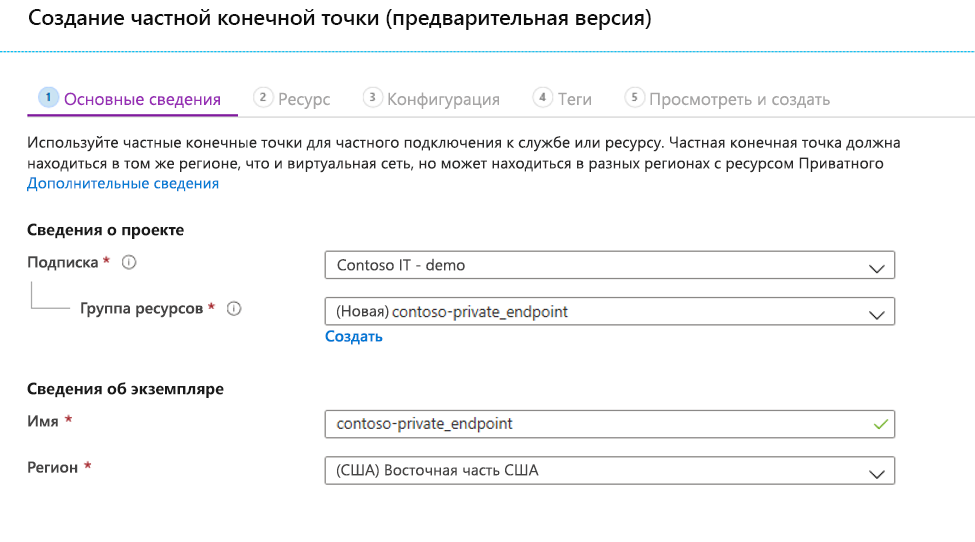 Создание частной конечной точки (предварительная версия)
1 Основные сведения 2 Ресурс 3 Конфигурация 4 Теги 5 Просмотреть и создать
Используйте частные конечные точки для частного подключения к службе или ресурсу. Частная конечная точка должна
находиться в том же регионе, что и виртуальная сеть, но может находиться в разных регионах с ресурсом Приватного
Дополнительные сведения
Сведения о проекте
Подписка * Contoso IT - demo
Группа ресурсов * (Новая) contoso-private_endpoint
Создать
Сведения об экземпляре
Имя * contoso-private_endpoint
Регион * (США) Восточная часть США